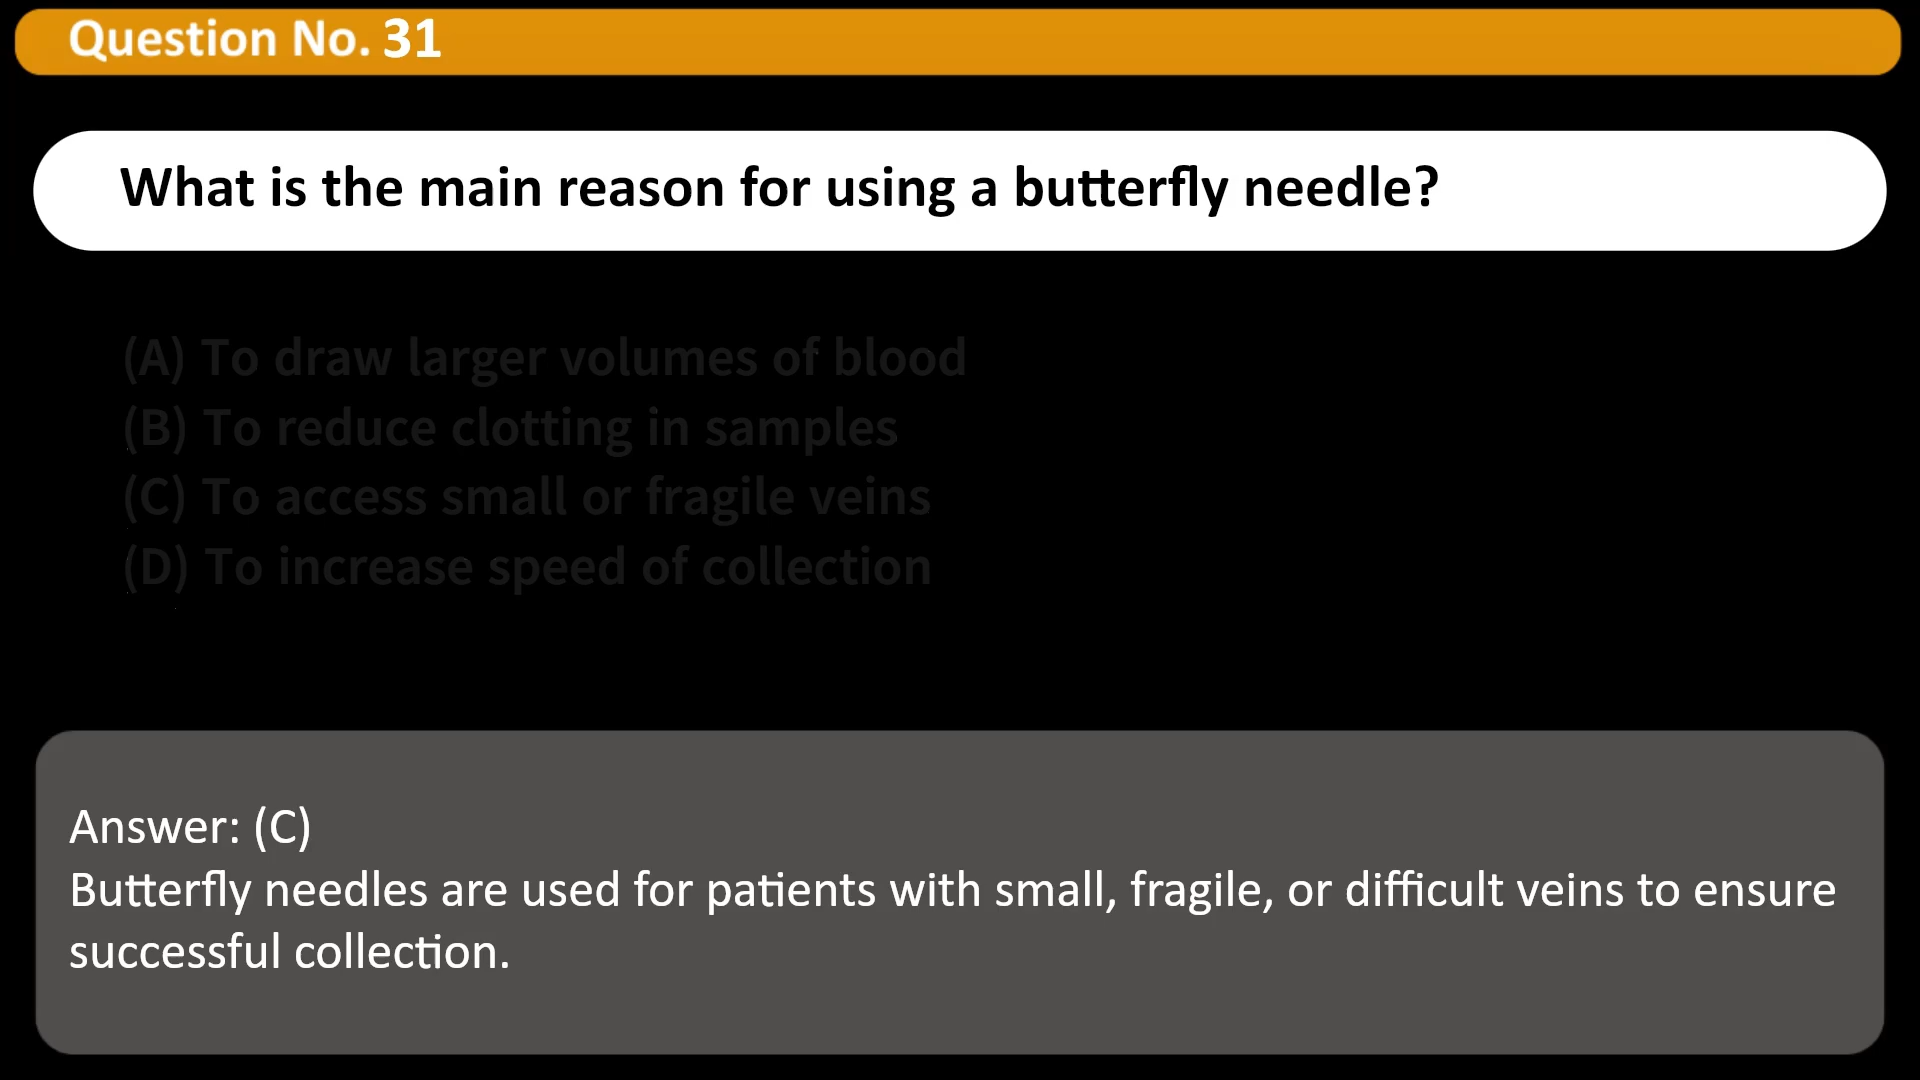 Question No. 31
What is the main reason for using a butterfly needle?
(A) To draw larger volumes of blood
(B) To reduce clotting in samples
(C) To access small or fragile veins
(D) To increase speed of collection
Answer: (C)
Butterfly needles are used for patients with small, fragile, or difficult veins to ensure
successful collection.